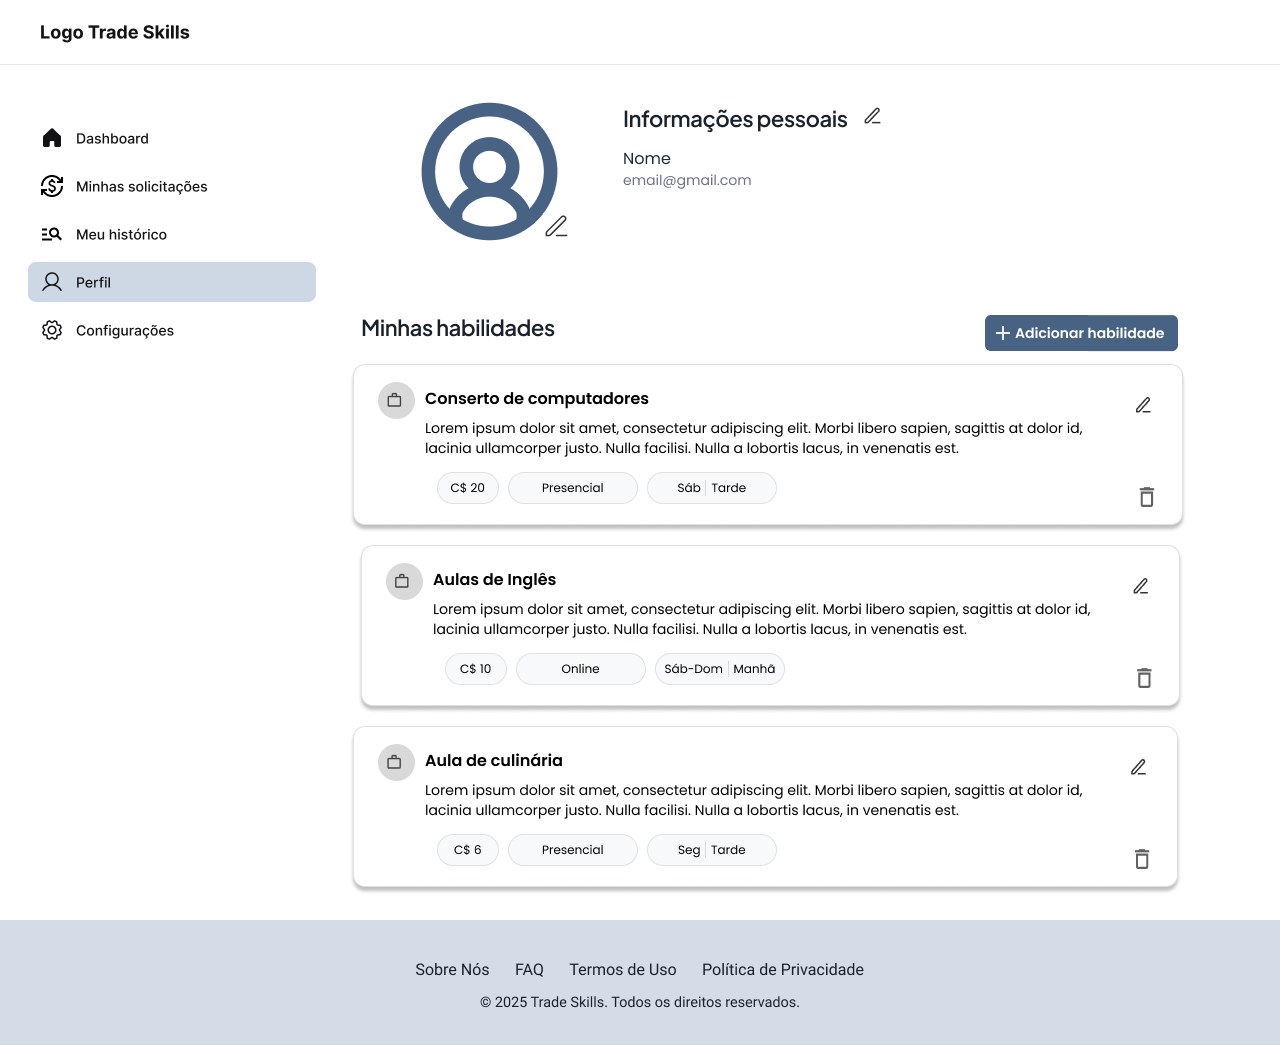 Logo Trade Skills
Dashboard
Minhas solicitações
Meu histórico
Perfil
Configurações
Informações pessoais
Nome
email@gmail.com
Minhas habilidades
Adicionar habilidade
Conserto de computadores
Lorem ipsum dolor sit amet, consectetur adipiscing elit. Morbi libero sapien, sagittis at dolor id,
lacinia ullamcorper justo. Nulla facilisi. Nulla a lobortis lacus, in venenatis est.
C$ 20 Presencial Sáb Tarde
Aulas de Inglês
Lorem ipsum dolor sit amet, consectetur adipiscing elit. Morbi libero sapien, sagittis at dolor id,
lacinia ullamcorper justo. Nulla facilisi. Nulla a lobortis lacus, in venenatis est.
C$ 10 Online Sáb-Dom Manhã
Aula de culinária
Lorem ipsum dolor sit amet, consectetur adipiscing elit. Morbi libero sapien, sagittis at dolor id,
lacinia ullamcorper justo. Nulla facilisi. Nulla a lobortis lacus, in venenatis est.
C$ 6 Presencial Seg Tarde
Sobre Nós FAQ Termos de Uso Política de Privacidade
© 2025 Trade Skills. Todos os direitos reservados.